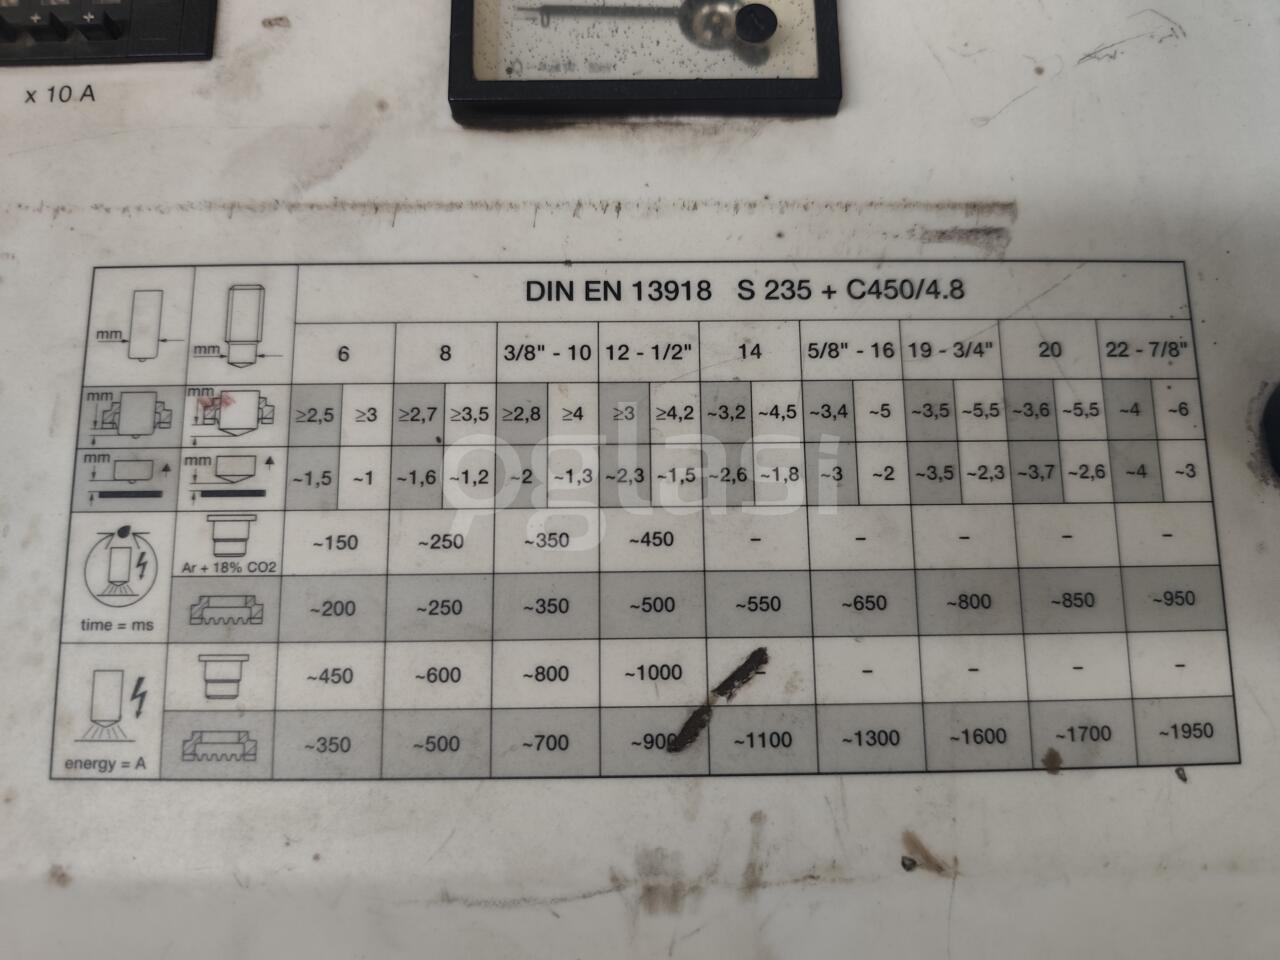 x 10 A
DIN EN 13918 S 235 + C450/4.8
mm mm 6 8 3/8" - 10 12 - 1/2" 14 5/8" - 16 19 - 3/4" 20 22 - 7/8"
mm mm ≥2,5 ≥3 ≥2,7 ≥3,5 ≥2,8 ≥4 ≥3 ≥4,2 ~3,2 ~4,5 ~3,4 ~5 ~3,5 ~5,5 ~3,6 ~5,5 ~4 ~6
mm mm ~1,5 ~1 ~1,6 ~1,2 ~2 ~1,3 ~2,3 ~1,5 ~2,6 ~1,8 ~3 ~2 ~3,5 ~2,3 ~3,7 ~2,6 ~4 ~3
oglasi
Ar + 18% CO2 ~150 ~250 ~350 ~450 – – – – –
time = ms ~200 ~250 ~350 ~500 ~550 ~650 ~800 ~850 ~950
~450 ~600 ~800 ~1000 – – – – –
energy = A ~350 ~500 ~700 ~900 ~1100 ~1300 ~1600 ~1700 ~1950